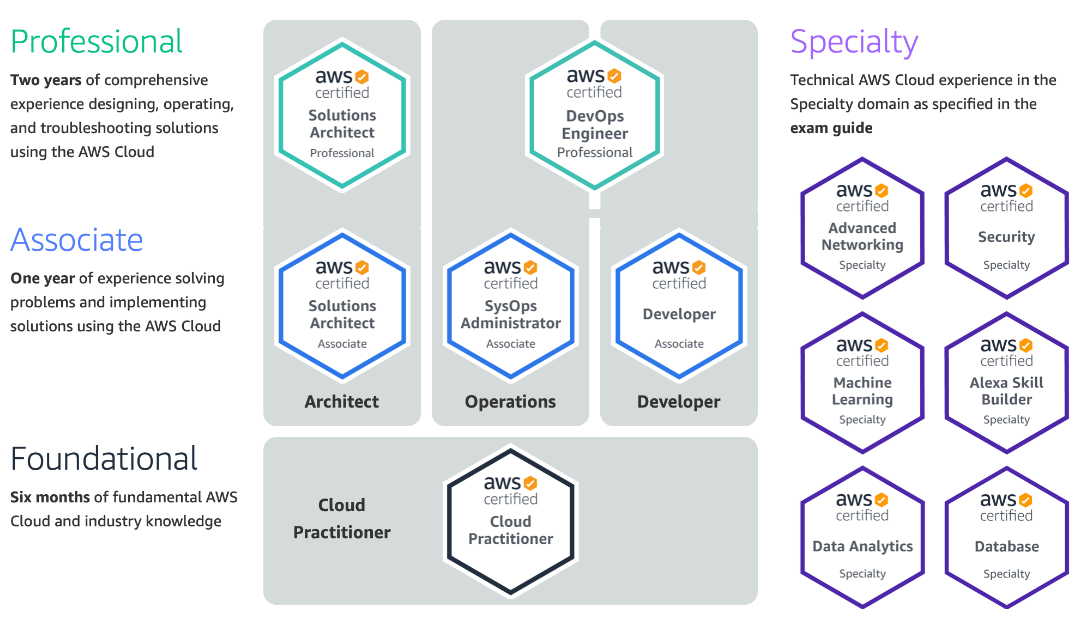 Professional
Two years of comprehensive
experience designing, operating,
and troubleshooting solutions
using the AWS Cloud
aws
certified
Solutions
Architect
Professional
aws
certified
DevOps
Engineer
Professional
Associate
One year of experience solving
problems and implementing
solutions using the AWS Cloud
aws
certified
Solutions
Architect
Associate
aws
certified
SysOps
Administrator
Associate
aws
certified
Developer
Associate
Architect
Operations
Developer
Foundational
Six months of fundamental AWS
Cloud and industry knowledge
Cloud
Practitioner
aws
certified
Cloud
Practitioner
Specialty
Technical AWS Cloud experience in the
Specialty domain as specified in the
exam guide
aws
certified
Advanced
Networking
Specialty
aws
certified
Security
Specialty
aws
certified
Machine
Learning
Specialty
aws
certified
Alexa Skill
Builder
Specialty
aws
certified
Data Analytics
Specialty
aws
certified
Database
Specialty